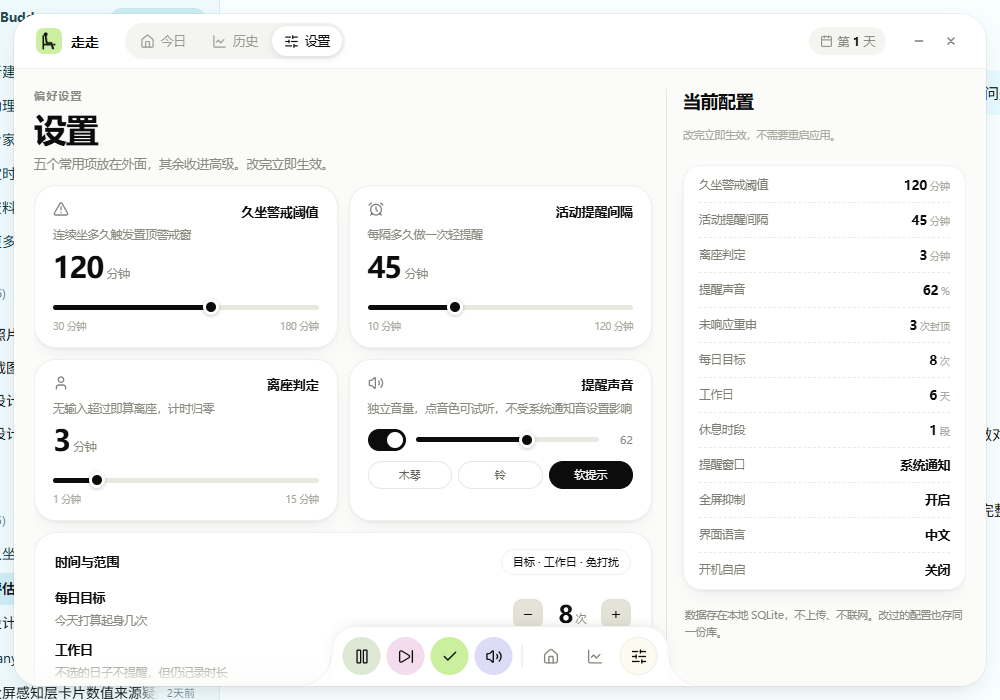 走走
今日
历史
设置
第 1 天
偏好设置
设置
五个常用项放在外面，其余收进高级。改完立即生效。
久坐警戒阈值
连续坐多久触发置顶警戒窗
120 分钟
30 分钟
180 分钟
活动提醒间隔
每隔多久做一次轻提醒
45 分钟
10 分钟
120 分钟
离座判定
无输入超过即算离座，计时归零
3 分钟
1 分钟
15 分钟
提醒声音
独立音量，点音色可试听，不受系统通知音设置影响
62
木琴
铃
软提示
时间与范围
目标 · 工作日 · 免打扰
每日目标
今天打算起身几次
− 8 次 +
工作日
不选的日子不提醒，但仍记录时长
当前配置
改完立即生效，不需要重启应用。
久坐警戒阈值 120 分钟
活动提醒间隔 45 分钟
离座判定 3 分钟
提醒声音 62 %
未响应重申 3 次封顶
每日目标 8 次
工作日 6 天
休息时段 1 段
提醒窗口 系统通知
全屏抑制 开启
界面语言 中文
开机自启 关闭
数据存在本地 SQLite，不上传、不联网。改过的配置也存同
一份库。
屏感知层卡片数值来源疑 2天前